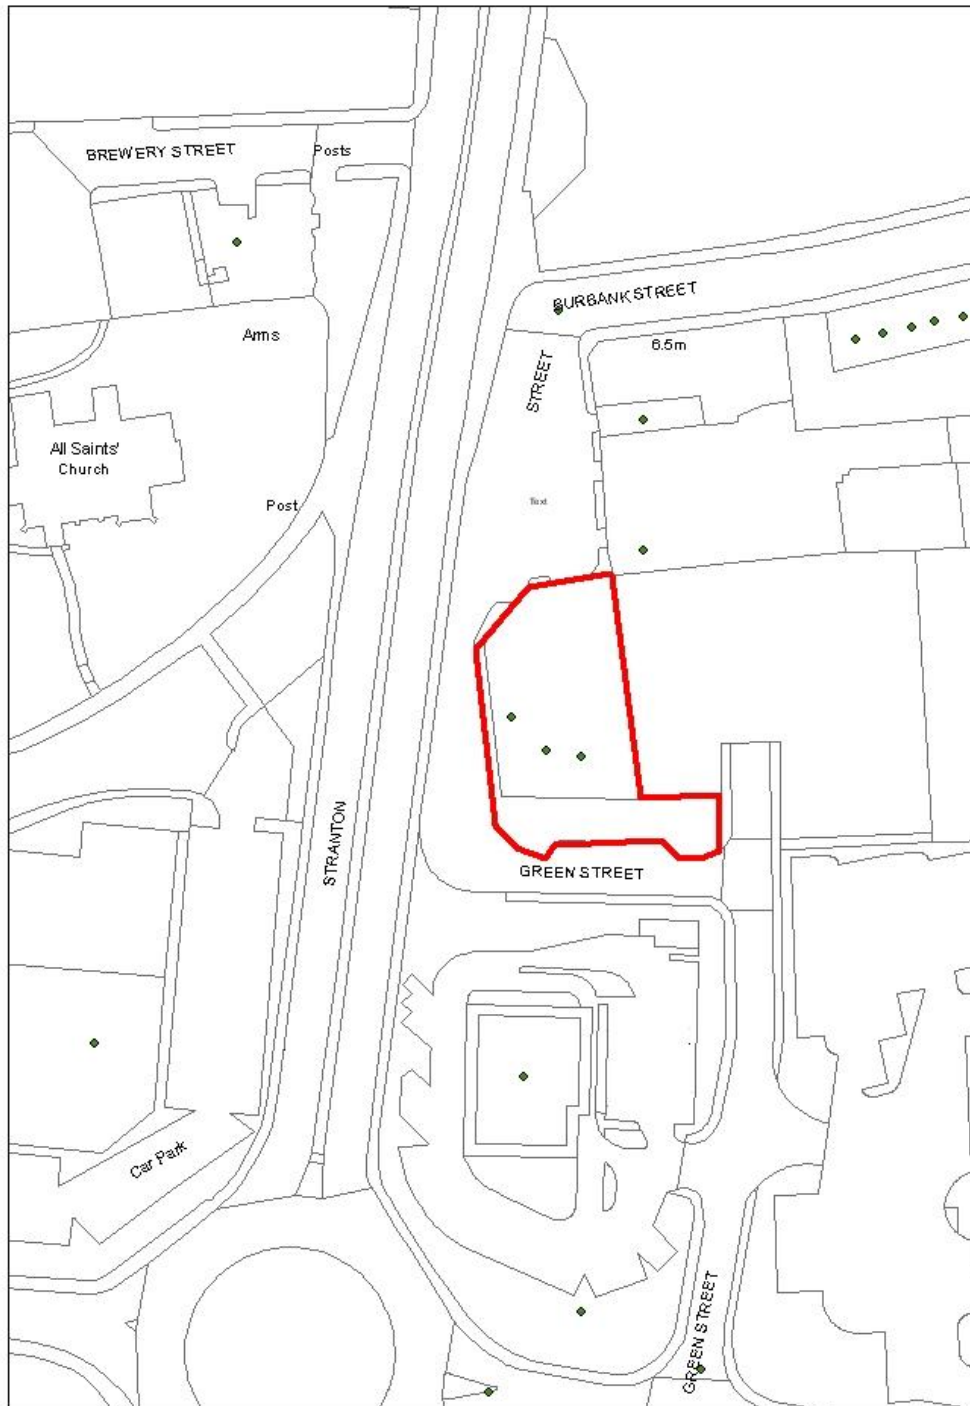 BREWERY STREET
Posts
BURBANK STREET
Arms
6.5m
STREET
All Saints'
Church
Post
Text
STRANTON
GREEN STREET
Car Park
GREEN STREET